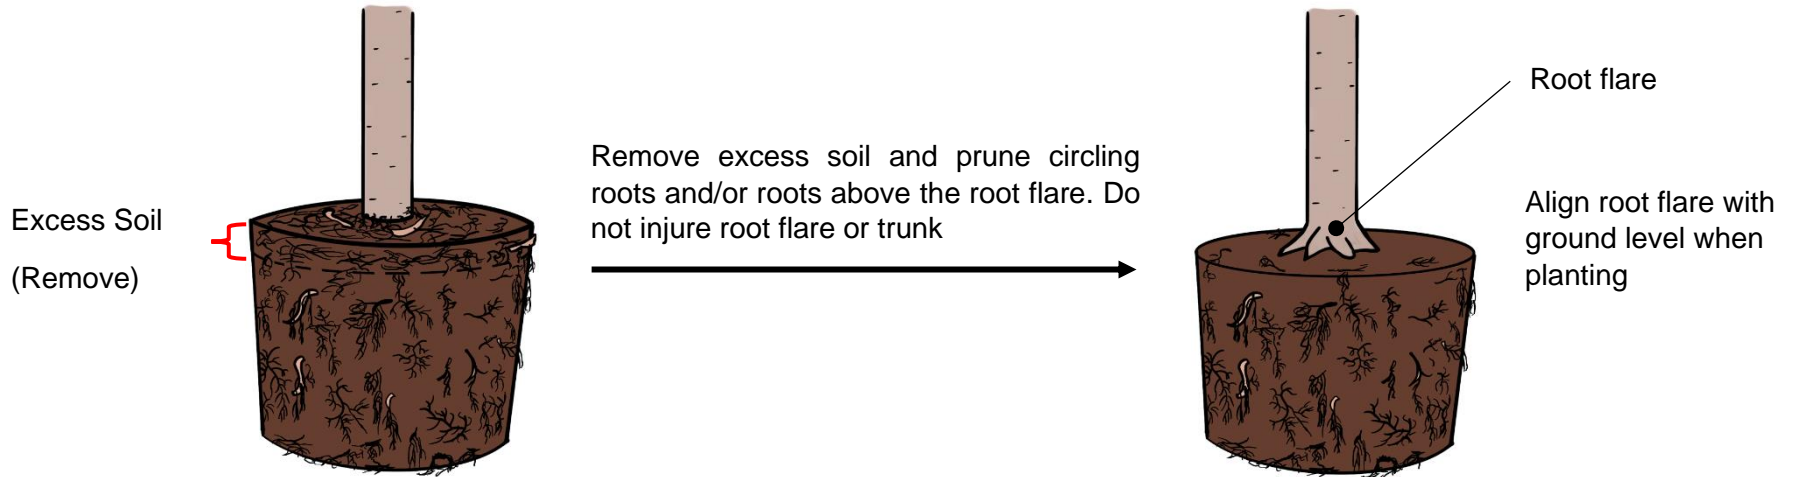 Excess Soil
(Remove)
Remove excess soil and prune circling
roots and/or roots above the root flare. Do
not injure root flare or trunk
Root flare
Align root flare with
ground level when
planting